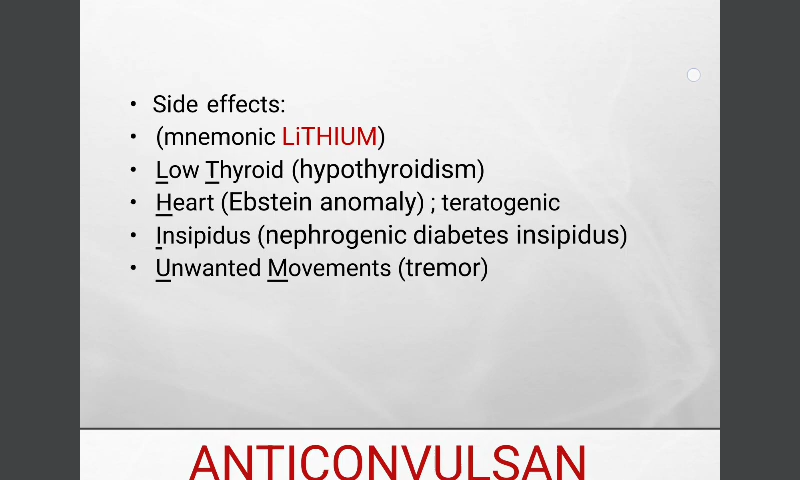 • Side effects:
• (mnemonic LiTHIUM)
• Low Thyroid (hypothyroidism)
• Heart (Ebstein anomaly) ; teratogenic
• Insipidus (nephrogenic diabetes insipidus)
• Unwanted Movements (tremor)
ANTICONVULSAN